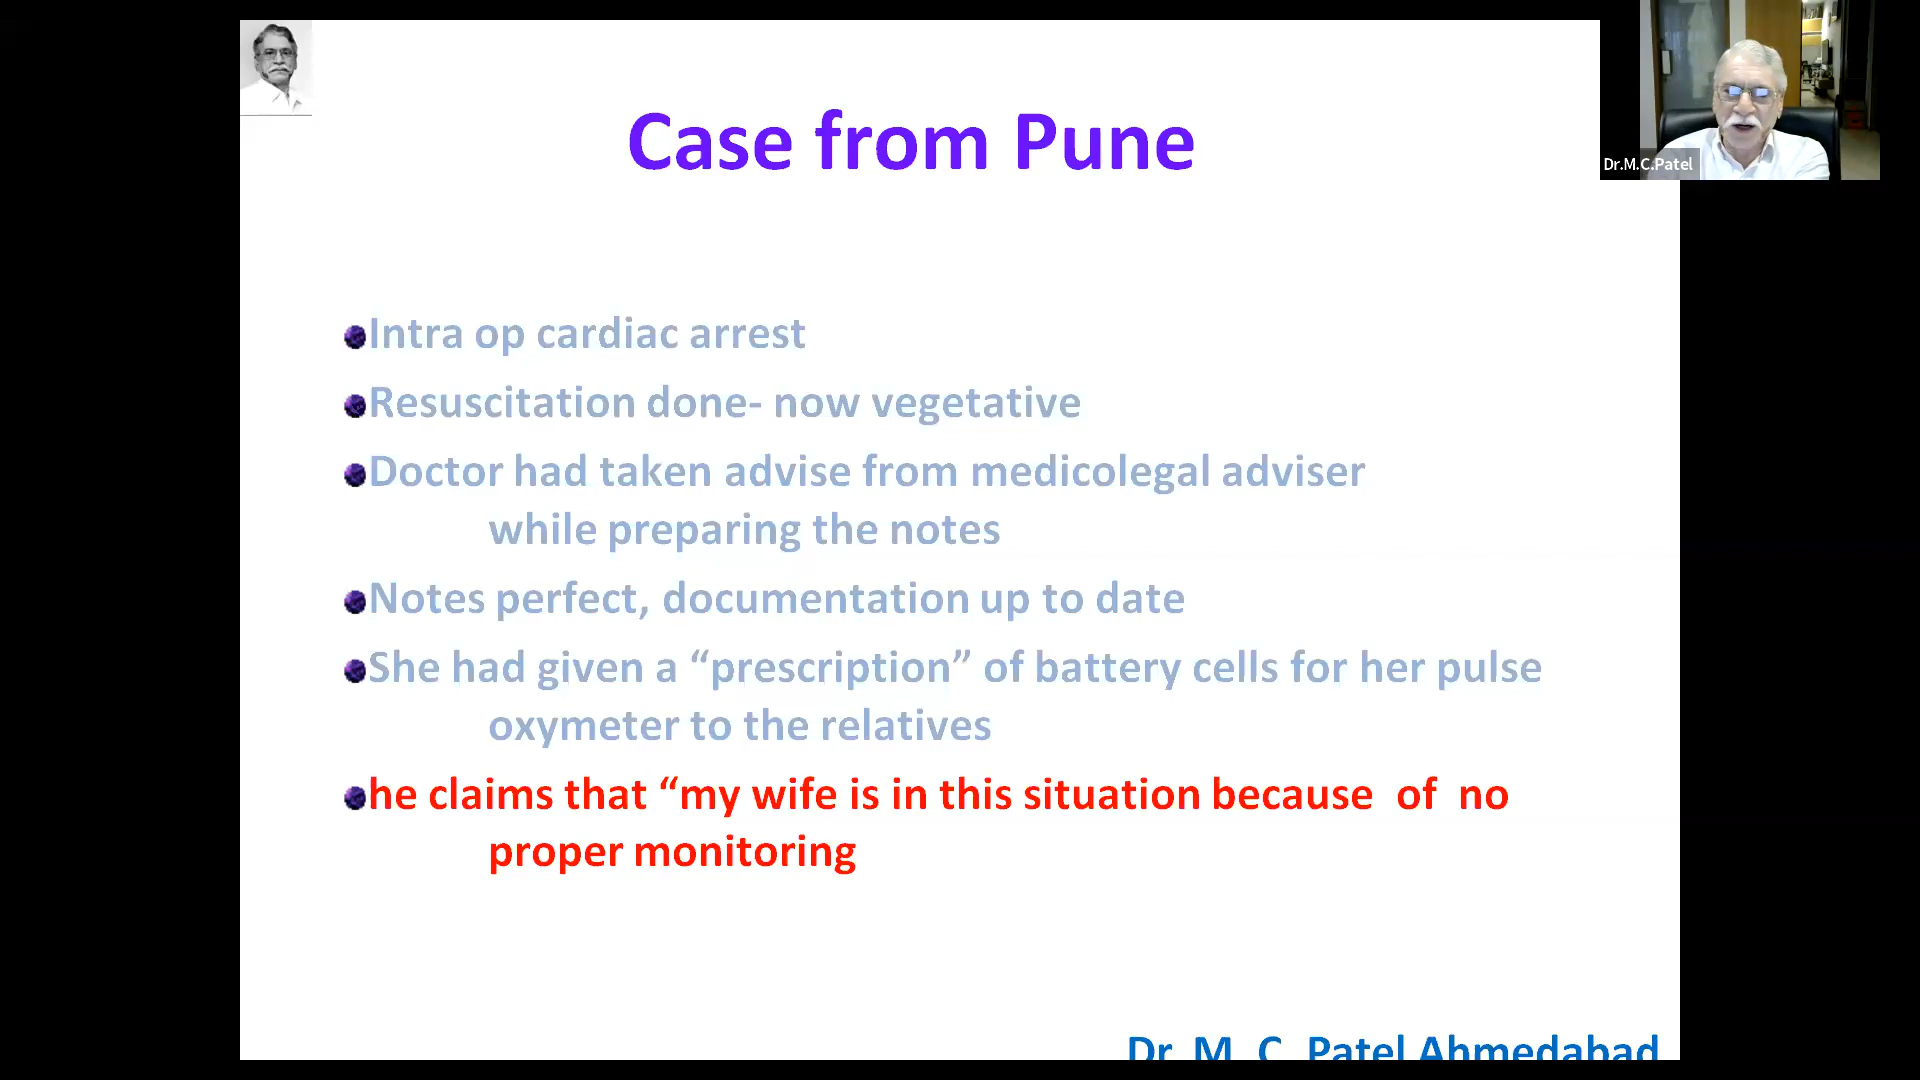 Case from Pune
Dr.M.C.Patel
Intra op cardiac arrest
Resuscitation done- now vegetative
Doctor had taken advise from medicolegal adviser
while preparing the notes
Notes perfect, documentation up to date
She had given a “prescription” of battery cells for her pulse
oxymeter to the relatives
he claims that “my wife is in this situation because of no
proper monitoring
Dr. M. C. Patel Ahmedabad